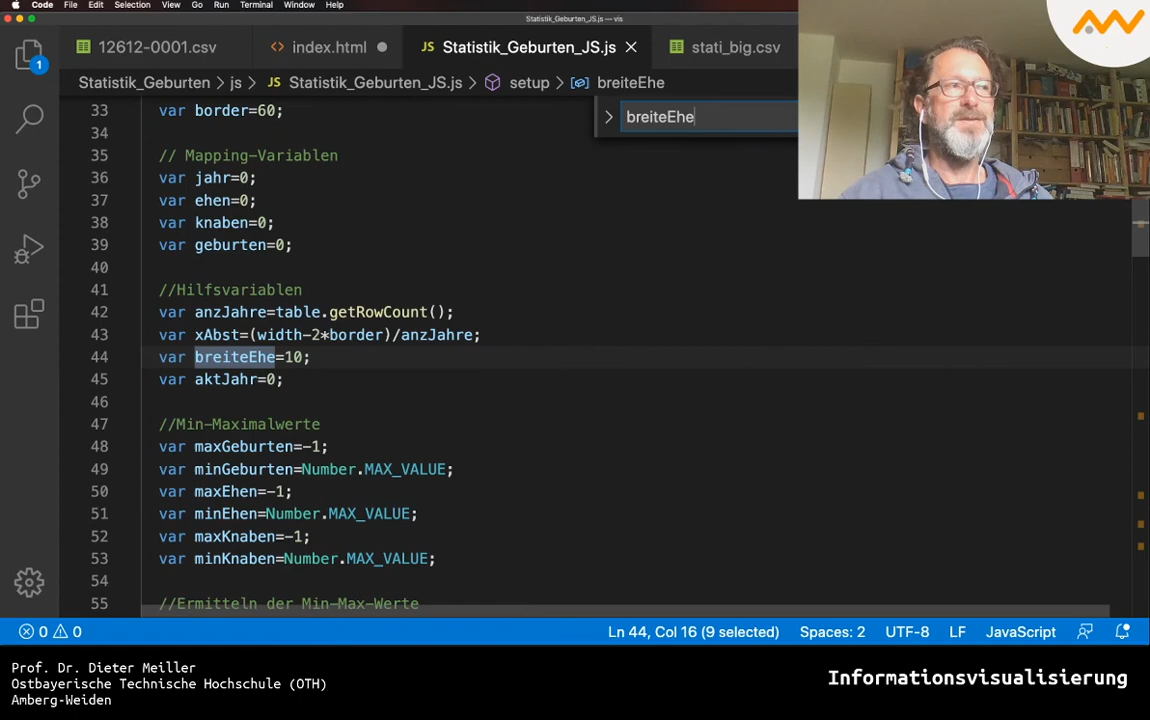 Code File Edit Selection View Go Run Terminal Window Help
Statistik_Geburten_JS.js — vis
12612-0001.csv index.html JS Statistik_Geburten_JS.js stati_big.csv
Statistik_Geburten > js > JS Statistik_Geburten_JS.js > setup > breiteEhe
breiteEhe
33 var border=60;
34
35 // Mapping-Variablen
36 var jahr=0;
37 var ehen=0;
38 var knaben=0;
39 var geburten=0;
40
41 //Hilfsvariablen
42 var anzJahre=table.getRowCount();
43 var xAbst=(width-2*border)/anzJahre;
44 var breiteEhe=10;
45 var aktJahr=0;
46
47 //Min-Maximalwerte
48 var maxGeburten=-1;
49 var minGeburten=Number.MAX_VALUE;
50 var maxEhen=-1;
51 var minEhen=Number.MAX_VALUE;
52 var maxKnaben=-1;
53 var minKnaben=Number.MAX_VALUE;
54
55 //Ermitteln der Min-Max-Werte
1
0 0 Ln 44, Col 16 (9 selected) Spaces: 2 UTF-8 LF JavaScript
Prof. Dr. Dieter Meiller
Ostbayerische Technische Hochschule (OTH)
Amberg-Weiden
Informationsvisualisierung